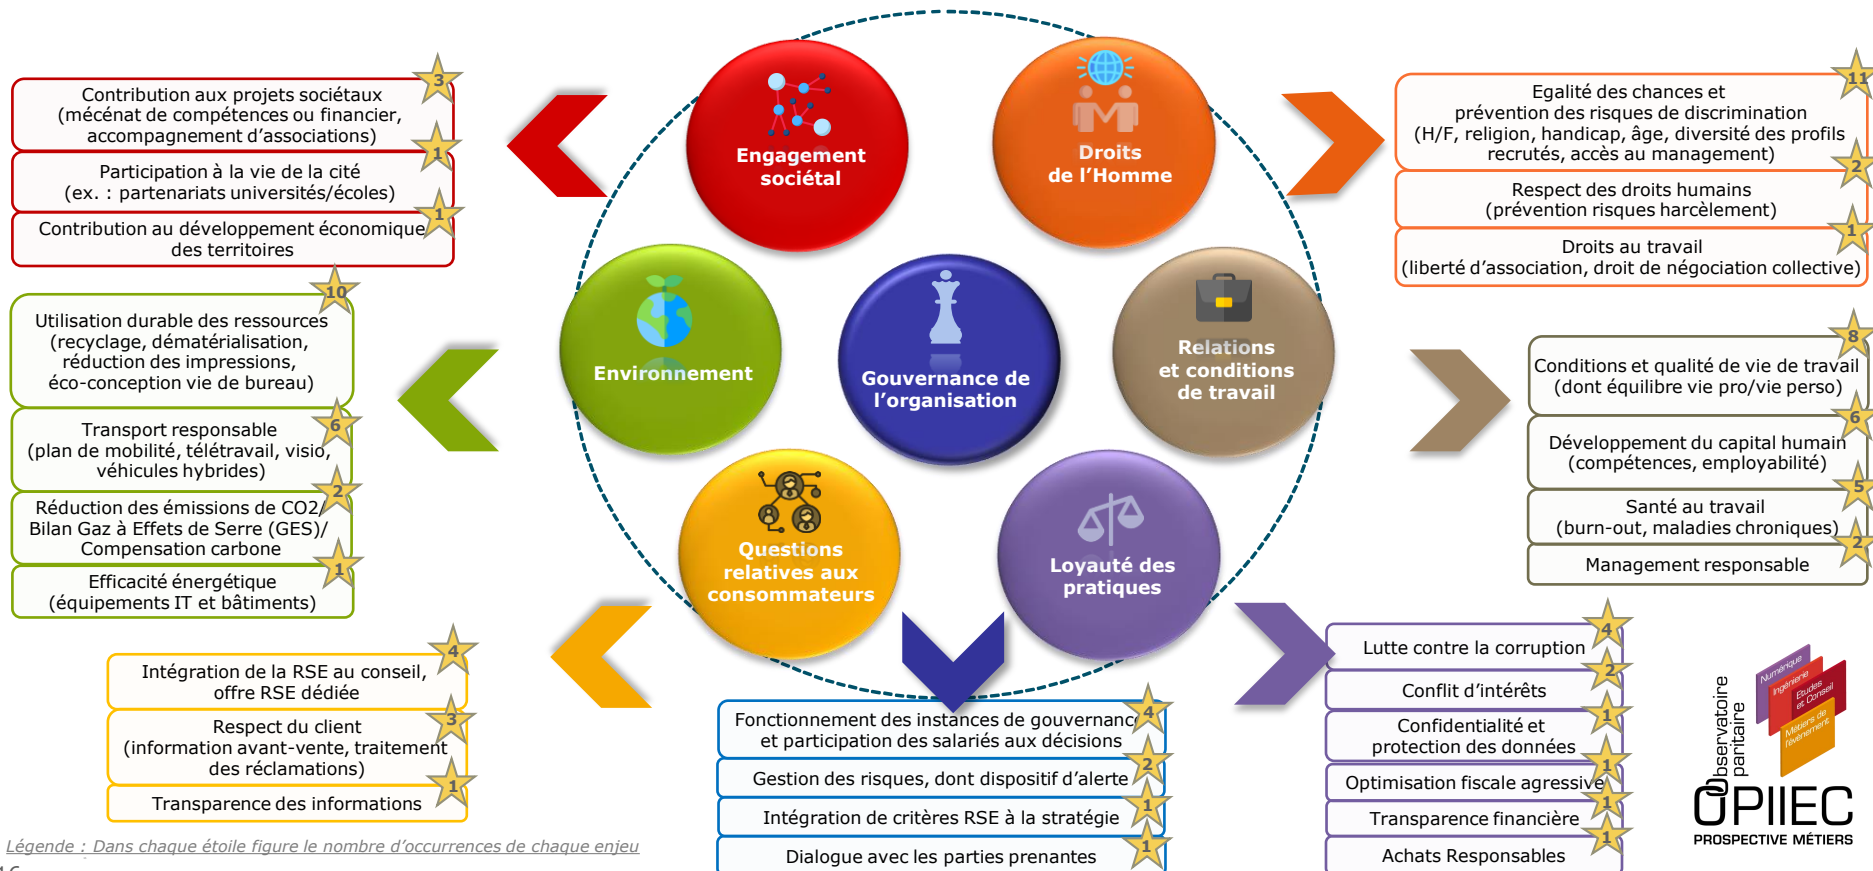 3
Contribution aux projets sociétaux
(mécénat de compétences ou financier,
accompagnement d’associations)
1
Participation à la vie de la cité
(ex. : partenariats universités/écoles)
1
Contribution au développement économique
des territoires
Engagement
sociétal
Droits
de l’Homme
11
Egalité des chances et
prévention des risques de discrimination
(H/F, religion, handicap, âge, diversité des profils
recrutés, accès au management)
2
Respect des droits humains
(prévention risques harcèlement)
1
Droits au travail
(liberté d’association, droit de négociation collective)
10
Utilisation durable des ressources
(recyclage, dématérialisation,
réduction des impressions,
éco-conception vie de bureau)
6
Transport responsable
(plan de mobilité, télétravail, visio,
véhicules hybrides)
2
Réduction des émissions de CO2/
Bilan Gaz à Effets de Serre (GES)/
Compensation carbone
1
Efficacité énergétique
(équipements IT et bâtiments)
Environnement
Gouvernance de
l’organisation
Relations
et conditions
de travail
8
Conditions et qualité de vie de travail
(dont équilibre vie pro/vie perso)
6
Développement du capital humain
(compétences, employabilité)
5
Santé au travail
(burn-out, maladies chroniques)
2
Management responsable
Questions
relatives aux
consommateurs
Loyauté des
pratiques
4
Intégration de la RSE au conseil,
offre RSE dédiée
3
Respect du client
(information avant-vente, traitement
des réclamations)
1
Transparence des informations
4
Fonctionnement des instances de gouvernance
et participation des salariés aux décisions
2
Gestion des risques, dont dispositif d’alerte
1
Intégration de critères RSE à la stratégie
1
Dialogue avec les parties prenantes
4
Lutte contre la corruption
2
Conflit d’intérêts
1
Confidentialité et
protection des données
1
Optimisation fiscale agressive
1
Transparence financière
1
Achats Responsables
Numérique
Ingénierie
Etudes
et Conseil
Métiers de
l'événement
Observatoire
paritaire
OPIIEC
PROSPECTIVE MÉTIERS
Légende : Dans chaque étoile figure le nombre d’occurrences de chaque enjeu